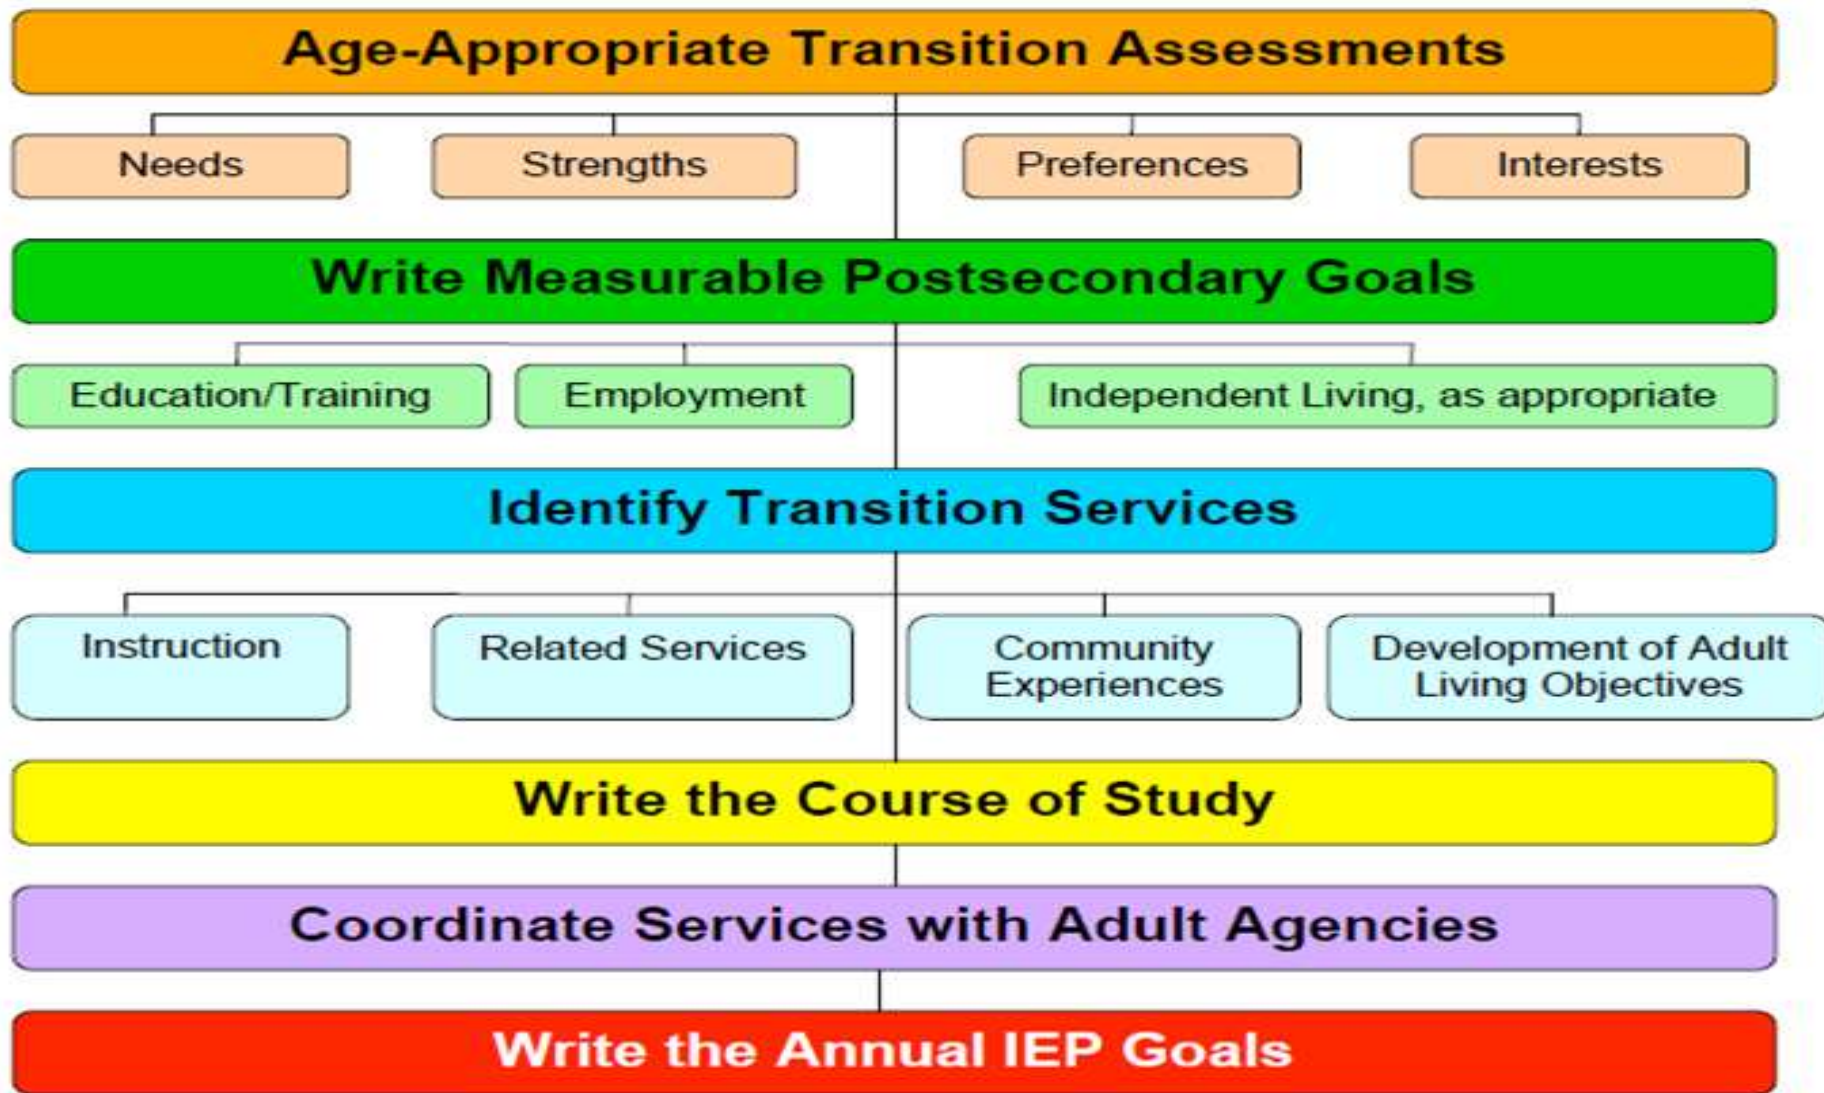 Age-Appropriate Transition Assessments
Needs
Strengths
Preferences
Interests
Write Measurable Postsecondary Goals
Education/Training
Employment
Independent Living, as appropriate
Identify Transition Services
Instruction
Related Services
Community
Experiences
Development of Adult
Living Objectives
Write the Course of Study
Coordinate Services with Adult Agencies
Write the Annual IEP Goals